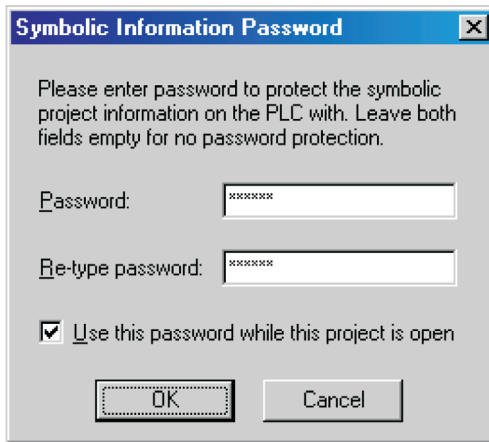 Symbolic Information Password
Please enter password to protect the symbolic
project information on the PLC with. Leave both
fields empty for no password protection.
Password: ××××××
Re-type password: ××××××
Use this password while this project is open
OK Cancel